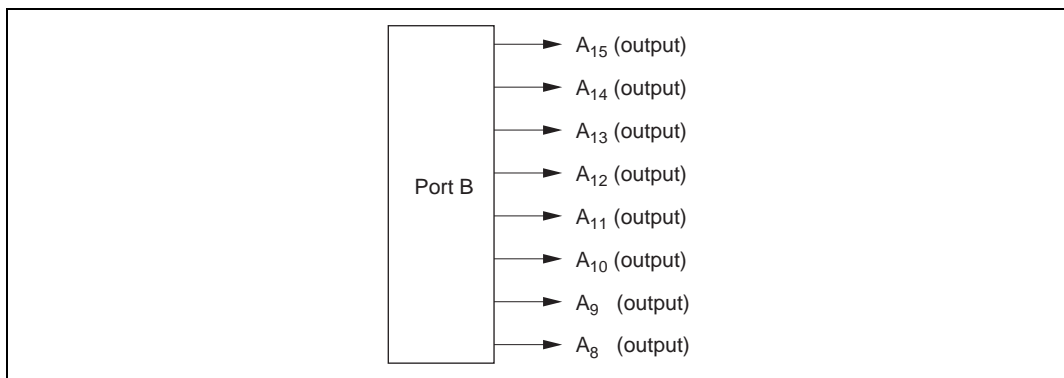 A15 (output)
A14 (output)
A13 (output)
A12 (output)
Port B
A11 (output)
A10 (output)
A9 (output)
A8 (output)